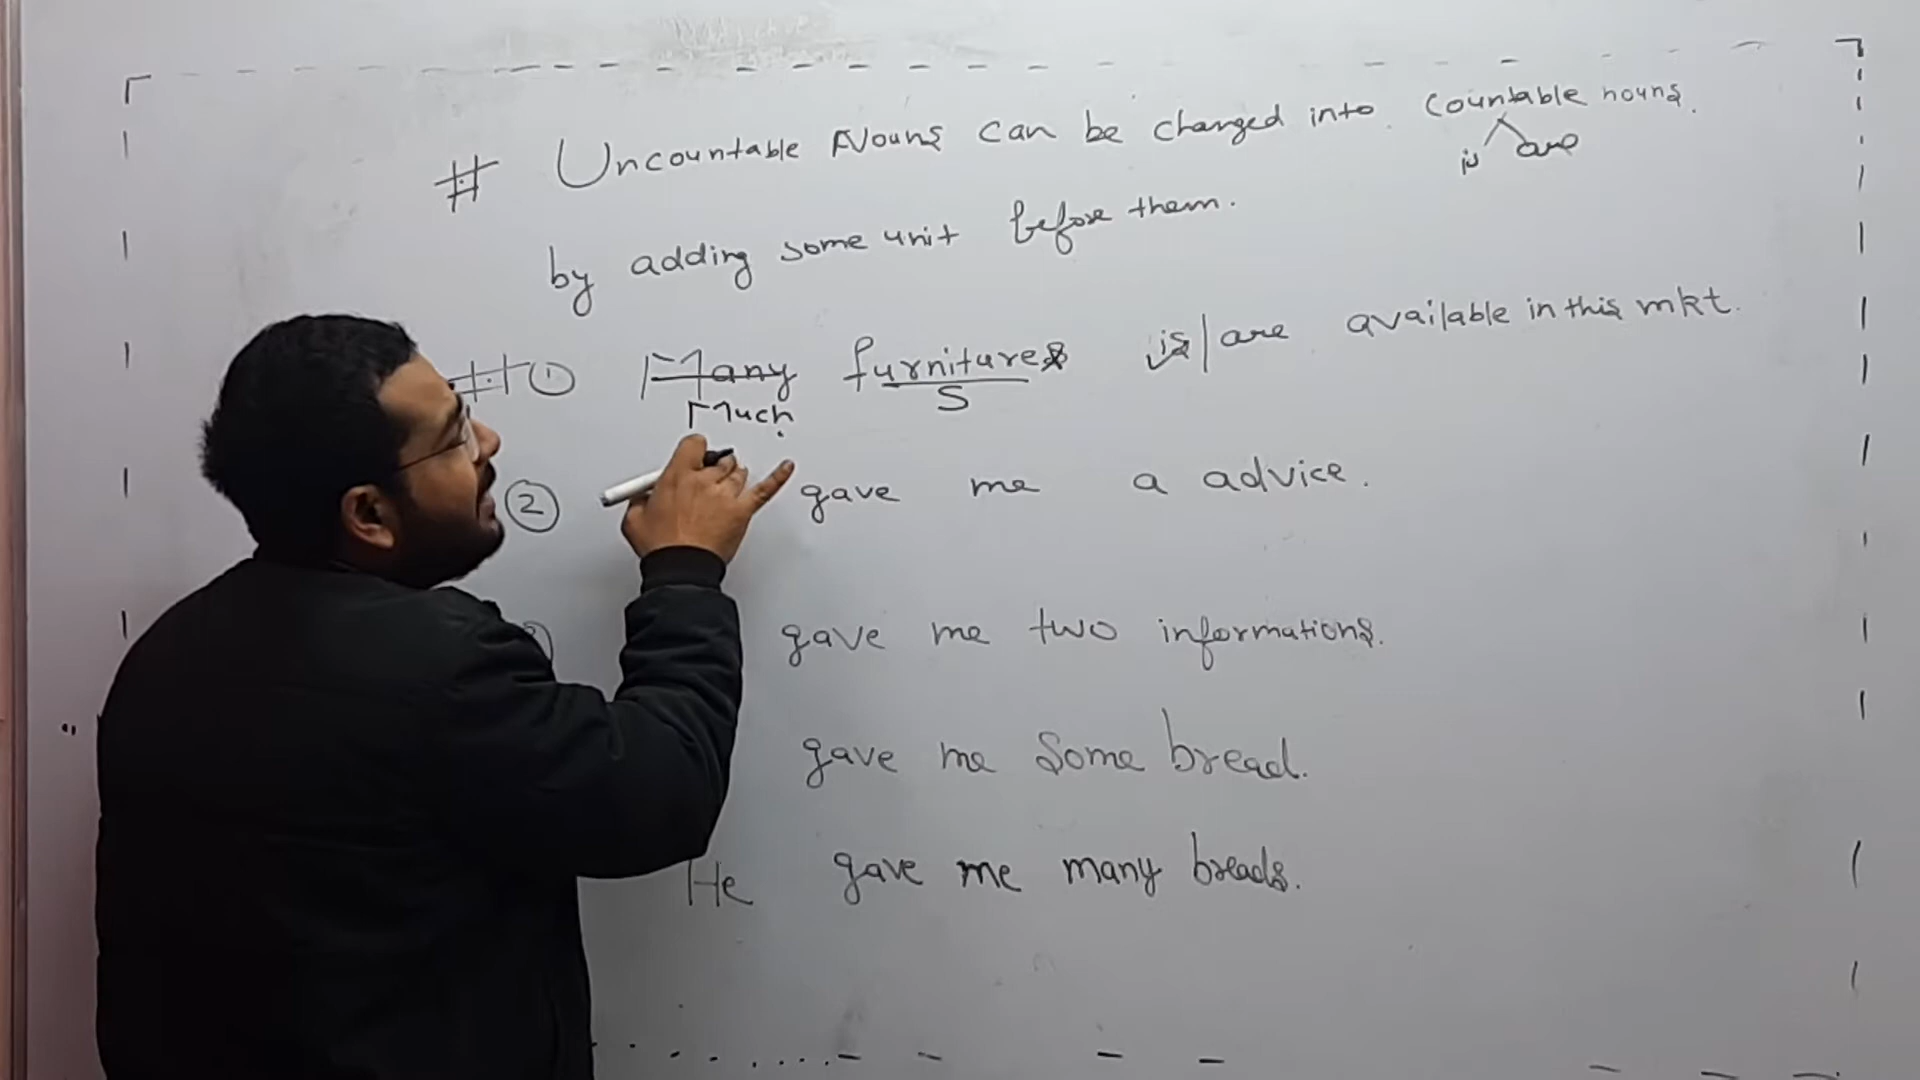 # Uncountable Nouns can be changed into countable nouns.
is are
by adding some unit before them.
# ① Many furnitures is/are available in this mkt.
Much S
② gave me a advice.
gave me two informations.
gave me some bread.
He gave me many breads.